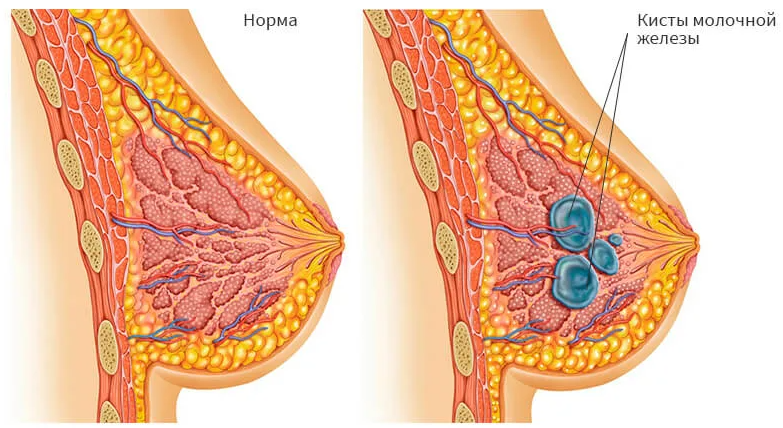 Норма
Кисты молочной
железы